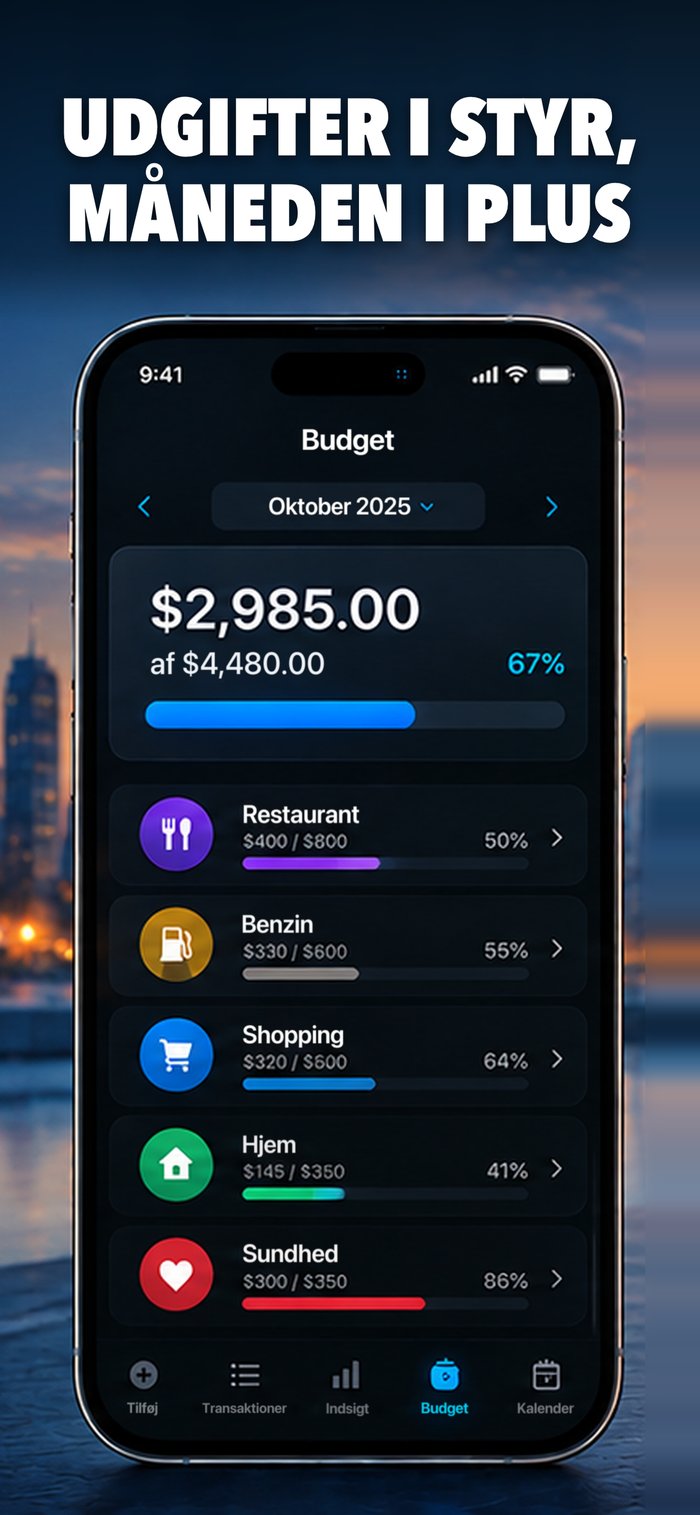 UDGIFTER I STYR,
MÅNEDEN I PLUS
9:41
Budget
Oktober 2025
$2,985.00
af $4,480.00
67%
Restaurant
$400 / $800
50%
Benzin
$330 / $600
55%
Shopping
$320 / $600
64%
Hjem
$145 / $350
41%
Sundhed
$300 / $350
86%
Tilføj
Transaktioner
Indsigt
Budget
Kalender